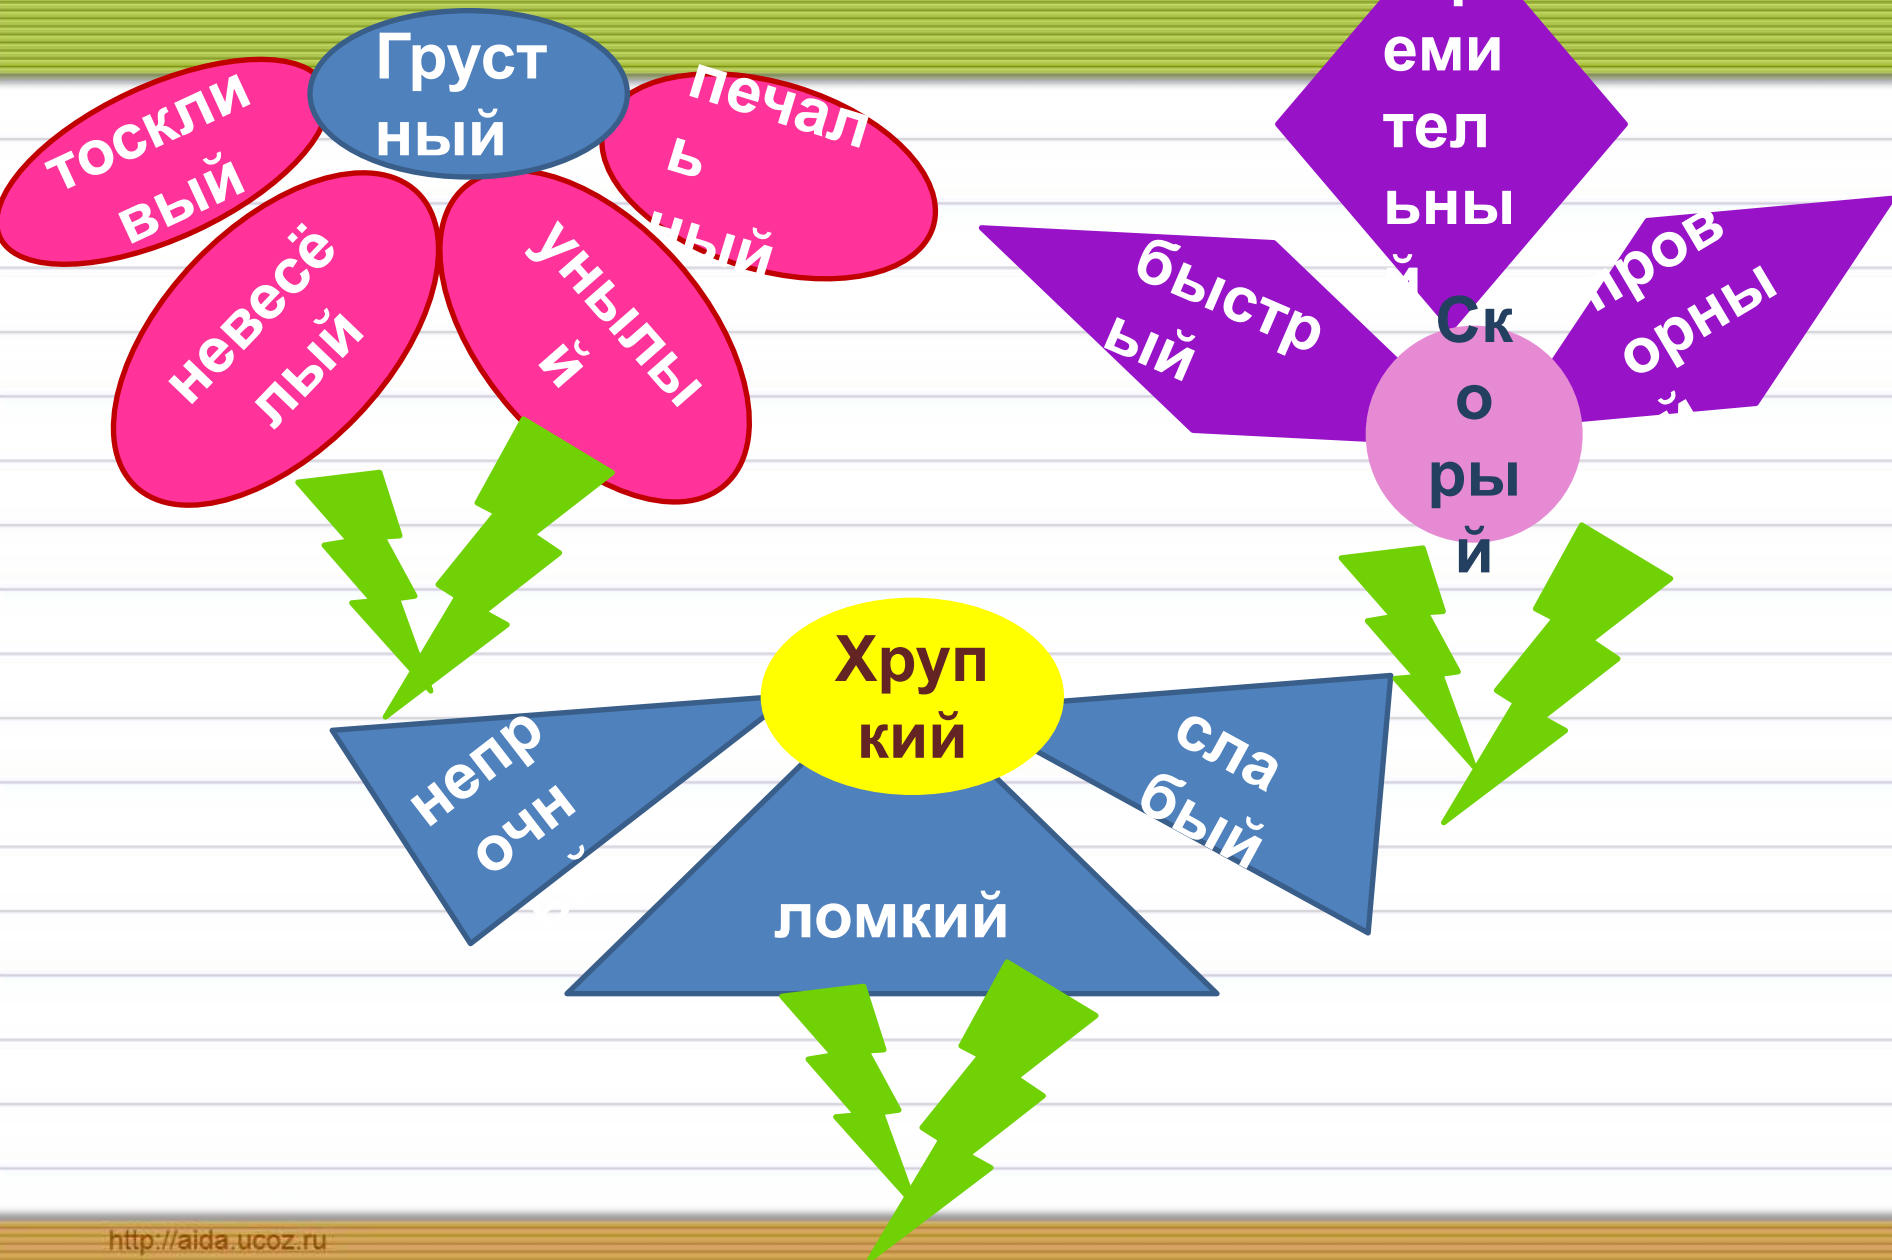 Груст
ный
тоскли
вый
невесё
лый
унылы
й
печал
ь
ный
еми
тел
ьны
й
быстр
ый
пров
орны
й
Ск
о
ры
й
Хруп
кий
непр
очн
ломкий
сла
бый
http://aida.ucoz.ru